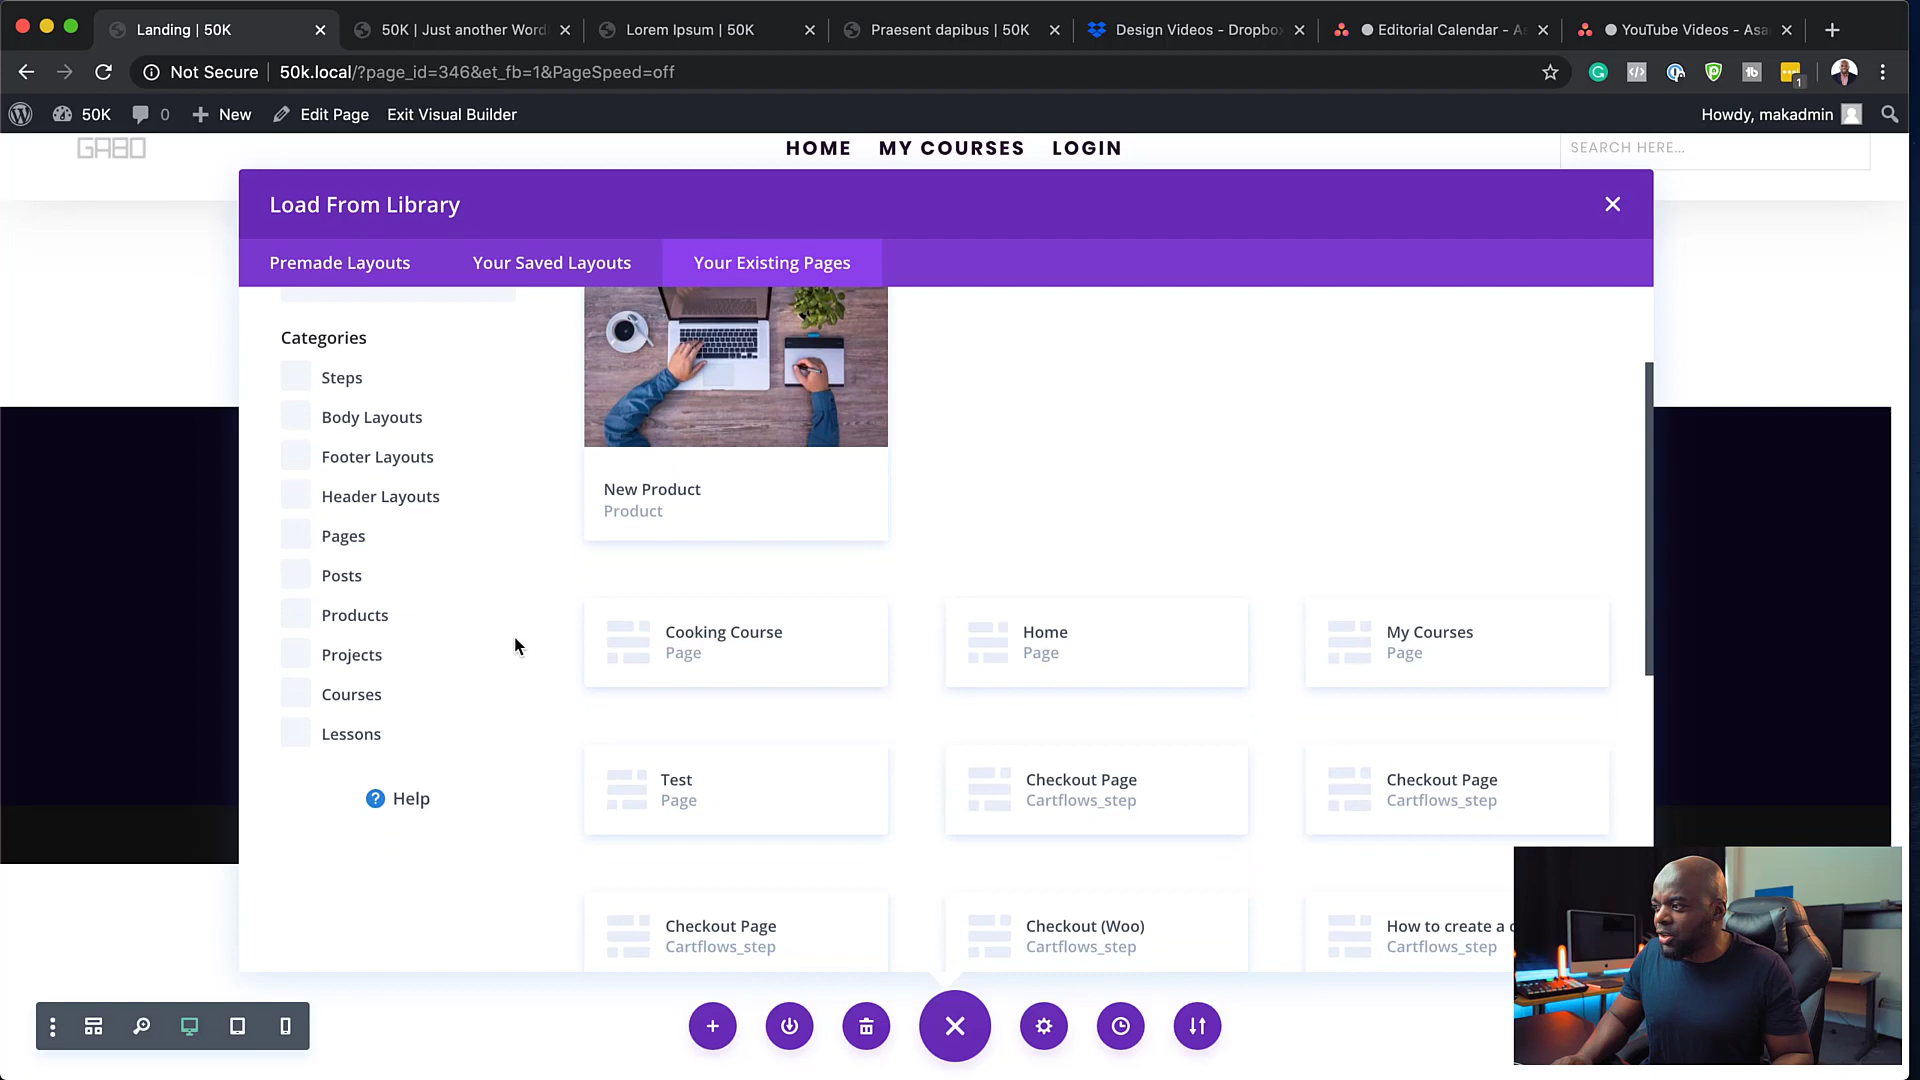 Landing | 50K
50K | Just another Word
Lorem Ipsum | 50K
Praesent dapibus | 50K
Design Videos - Dropbo
Editorial Calendar - As
YouTube Videos - Asa
Not Secure
50k.local/?page_id=346&et_fb=1&PageSpeed=off
1
50K
0
New
Edit Page
Exit Visual Builder
Howdy, makadmin
GABO
HOME
MY COURSES
LOGIN
SEARCH HERE...
Load From Library
Premade Layouts
Your Saved Layouts
Your Existing Pages
Categories
Steps
Body Layouts
Footer Layouts
Header Layouts
Pages
Posts
Products
Projects
Courses
Lessons
? Help
New Product
Product
Cooking Course
Page
Home
Page
My Courses
Page
Test
Page
Checkout Page
Cartflows_step
Checkout Page
Cartflows_step
Checkout Page
Cartflows_step
Checkout (Woo)
Cartflows_step
How to create a c
Cartflows_step